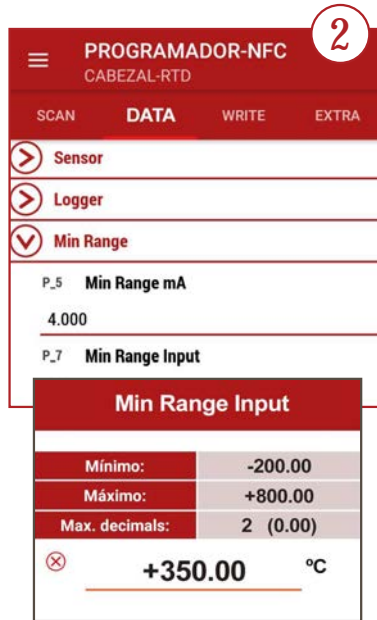 2
PROGRAMADOR-NFC
CABEZAL-RTD
SCAN DATA WRITE EXTRA
Sensor
Logger
Min Range
P_5 Min Range mA
4.000
P_7 Min Range Input
Min Range Input
Mínimo: -200.00
Máximo: +800.00
Max. decimals: 2 (0.00)
+350.00 ºC